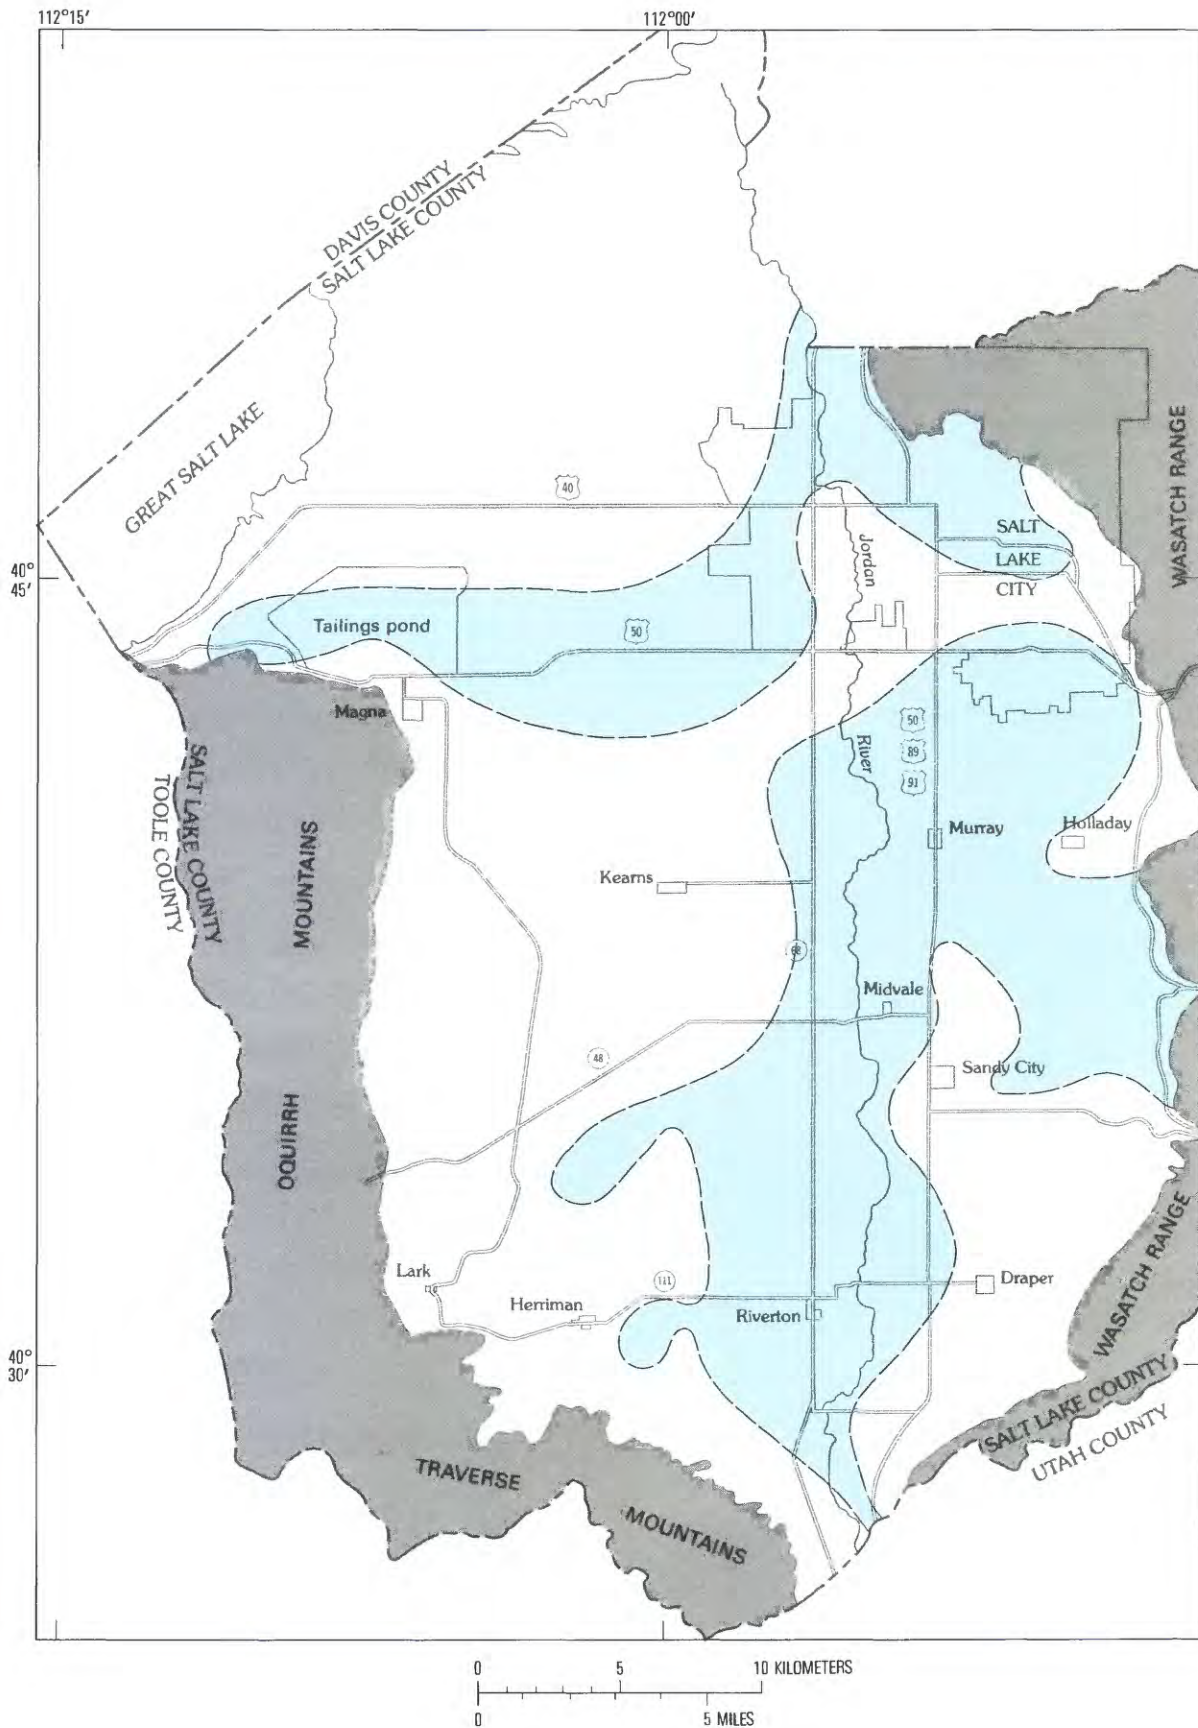 112°15′
112°00′
DAVIS COUNTY
SALT LAKE COUNTY
GREAT SALT LAKE
WASATCH RANGE
40
SALT
LAKE
CITY
Jordan
River
40°
45′
Tailings pond
50
Magna
50
89
91
SALT LAKE COUNTY
TOOLE COUNTY
Murray
Holladay
Kearns
68
OQUIRRH
MOUNTAINS
Midvale
48
Sandy City
Lark
111
Herriman
Riverton
Draper
WASATCH RANGE
40°
30′
SALT LAKE COUNTY
UTAH COUNTY
TRAVERSE
MOUNTAINS
0 5 10 KILOMETERS
0 5 MILES